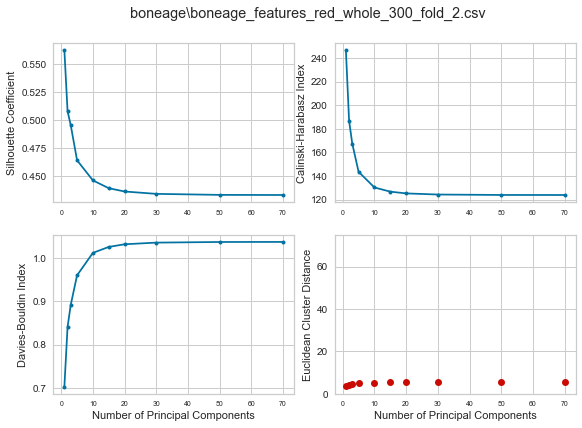 boneage\boneage_features_red_whole_300_fold_2.csv
Silhouette Coefficient
0.550
0.525
0.500
0.475
0.450
0 10 20 30 40 50 60 70
Calinski-Harabasz Index
240
220
200
180
160
140
120
0 10 20 30 40 50 60 70
Davies-Bouldin Index
1.0
0.9
0.8
0.7
0 10 20 30 40 50 60 70
Number of Principal Components
Euclidean Cluster Distance
60
40
20
0
0 10 20 30 40 50 60 70
Number of Principal Components